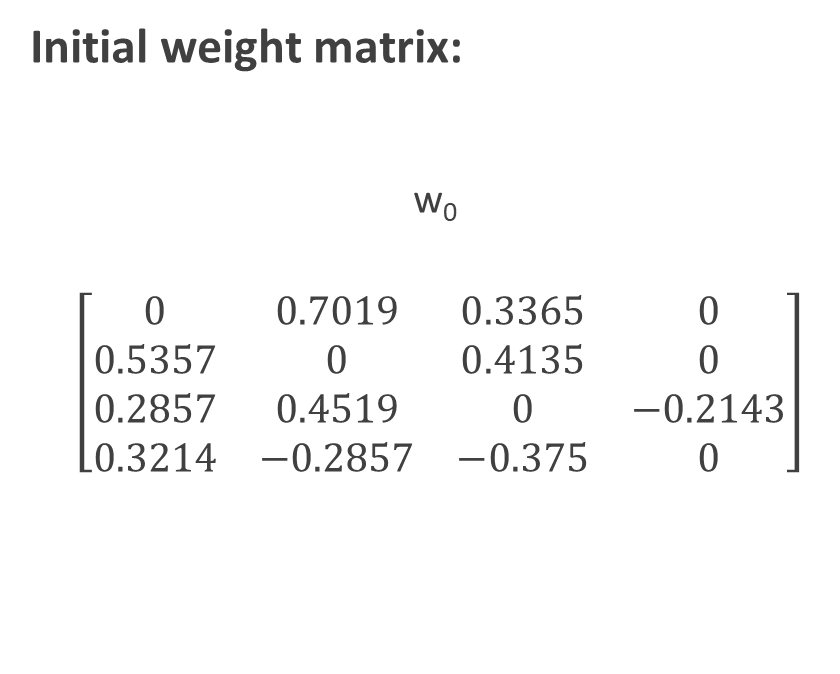 Initial weight matrix:
w₀
0 0.7019 0.3365 0
0.5357 0 0.4135 0
0.2857 0.4519 0 −0.2143
0.3214 −0.2857 −0.375 0